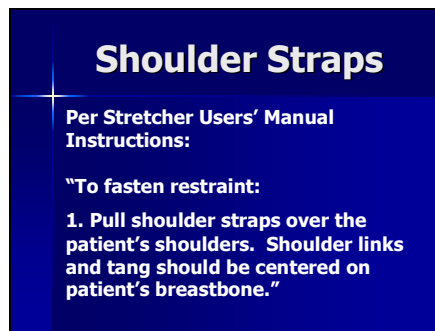 Shoulder Straps
Per Stretcher Users’ Manual
Instructions:
“To fasten restraint:
1. Pull shoulder straps over the
patient’s shoulders.  Shoulder links
and tang should be centered on
patient’s breastbone.”